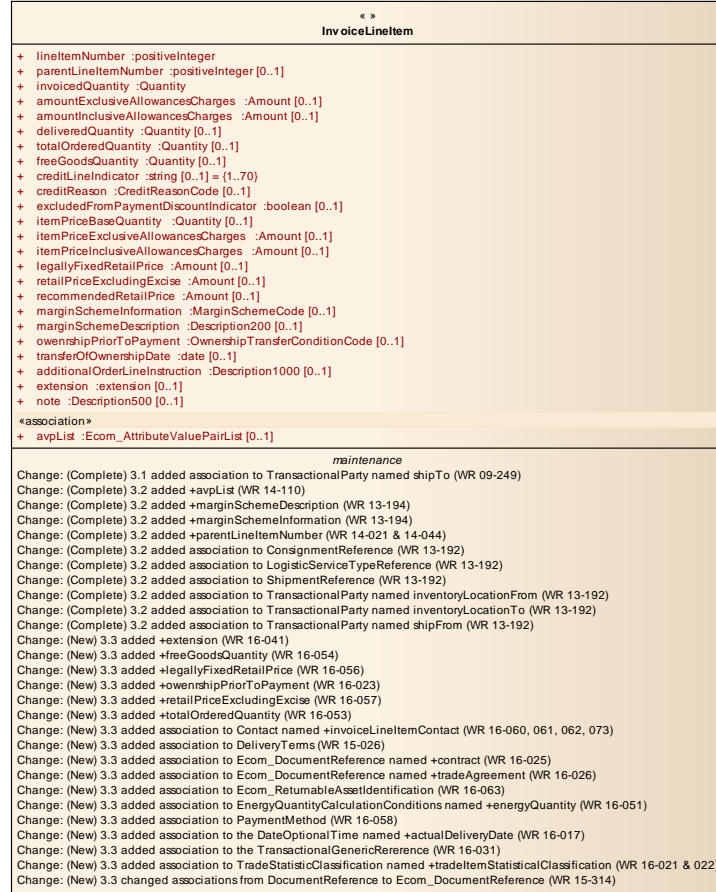 « »
InvoiceLineItem
+ lineItemNumber :positiveInteger
+ parentLineItemNumber :positiveInteger [0..1]
+ invoicedQuantity :Quantity
+ amountExclusiveAllowancesCharges :Amount [0..1]
+ amountInclusiveAllowancesCharges :Amount [0..1]
+ deliveredQuantity :Quantity [0..1]
+ totalOrderedQuantity :Quantity [0..1]
+ freeGoodsQuantity :Quantity [0..1]
+ creditLineIndicator :string [0..1] = {1..70}
+ creditReason :CreditReasonCode [0..1]
+ excludedFromPaymentDiscountIndicator :boolean [0..1]
+ itemPriceBaseQuantity :Quantity [0..1]
+ itemPriceExclusiveAllowancesCharges :Amount [0..1]
+ itemPriceInclusiveAllowancesCharges :Amount [0..1]
+ legallyFixedRetailPrice :Amount [0..1]
+ retailPriceExcludingExcise :Amount [0..1]
+ recommendedRetailPrice :Amount [0..1]
+ marginSchemeInformation :MarginSchemeCode [0..1]
+ marginSchemeDescription :Description200 [0..1]
+ owenrshipPriorToPayment :OwnershipTransferConditionCode [0..1]
+ transferOfOwnershipDate :date [0..1]
+ additionalOrderLineInstruction :Description1000 [0..1]
+ extension :extension [0..1]
+ note :Description500 [0..1]
«association»
+ avpList :Ecom_AttributeValuePairList [0..1]
maintenance
Change: (Complete) 3.1 added association to TransactionalParty named shipTo (WR 09-249)
Change: (Complete) 3.2 added +avpList (WR 14-110)
Change: (Complete) 3.2 added +marginSchemeDescription (WR 13-194)
Change: (Complete) 3.2 added +marginSchemeInformation (WR 13-194)
Change: (Complete) 3.2 added +parentLineItemNumber (WR 14-021 & 14-044)
Change: (Complete) 3.2 added association to ConsignmentReference (WR 13-192)
Change: (Complete) 3.2 added association to LogisticServiceTypeReference (WR 13-192)
Change: (Complete) 3.2 added association to ShipmentReference (WR 13-192)
Change: (Complete) 3.2 added association to TransactionalParty named inventoryLocationFrom (WR 13-192)
Change: (Complete) 3.2 added association to TransactionalParty named inventoryLocationTo (WR 13-192)
Change: (Complete) 3.2 added association to TransactionalParty named shipFrom (WR 13-192)
Change: (New) 3.3 added +extension (WR 16-041)
Change: (New) 3.3 added +freeGoodsQuantity (WR 16-054)
Change: (New) 3.3 added +legallyFixedRetailPrice (WR 16-056)
Change: (New) 3.3 added +owenrshipPriorToPayment (WR 16-023)
Change: (New) 3.3 added +retailPriceExcludingExcise (WR 16-057)
Change: (New) 3.3 added +totalOrderedQuantity (WR 16-053)
Change: (New) 3.3 added association to Contact named +invoiceLineItemContact (WR 16-060, 061, 062, 073)
Change: (New) 3.3 added association to DeliveryTerms (WR 15-026)
Change: (New) 3.3 added association to Ecom_DocumentReference named +contract (WR 16-025)
Change: (New) 3.3 added association to Ecom_DocumentReference named +tradeAgreement (WR 16-026)
Change: (New) 3.3 added association to Ecom_ReturnableAssetIdentification (WR 16-063)
Change: (New) 3.3 added association to EnergyQuantityCalculationConditions named +energyQuantity (WR 16-051)
Change: (New) 3.3 added association to PaymentMethod (WR 16-058)
Change: (New) 3.3 added association to the DateOptionalTime named +actualDeliveryDate (WR 16-017)
Change: (New) 3.3 added association to the TransactionalGenericRererence (WR 16-031)
Change: (New) 3.3 added association to TradeStatisticClassification named +tradeItemStatisticalClassification (WR 16-021 & 022
Change: (New) 3.3 changed associations from DocumentReference to Ecom_DocumentReference (WR 15-314)